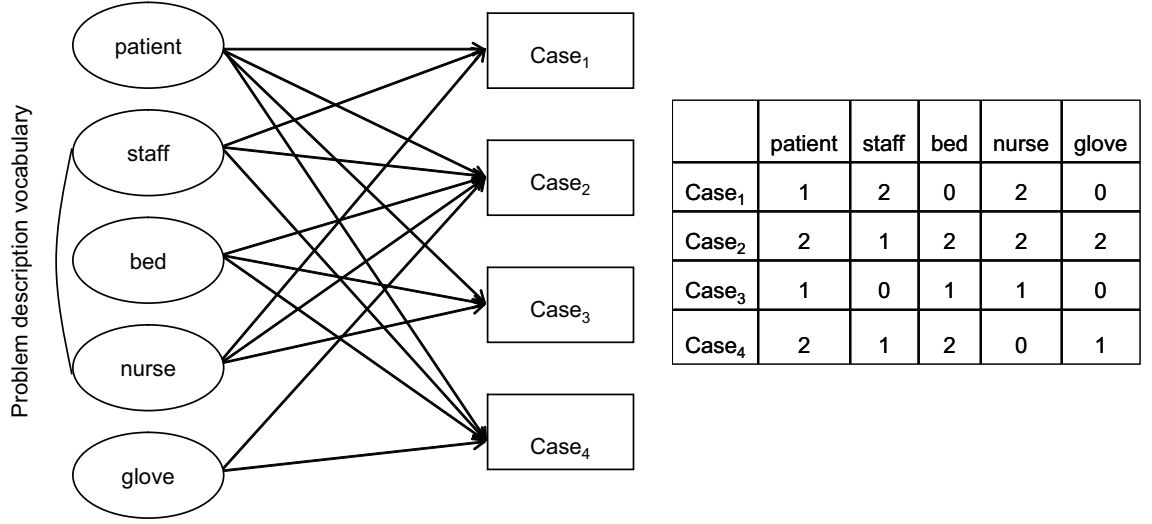 Problem description vocabulary
patient
staff
bed
nurse
glove
Case₁
Case₂
Case₃
Case₄
patient staff bed nurse glove
Case₁ 1 2 0 2 0
Case₂ 2 1 2 2 2
Case₃ 1 0 1 1 0
Case₄ 2 1 2 0 1